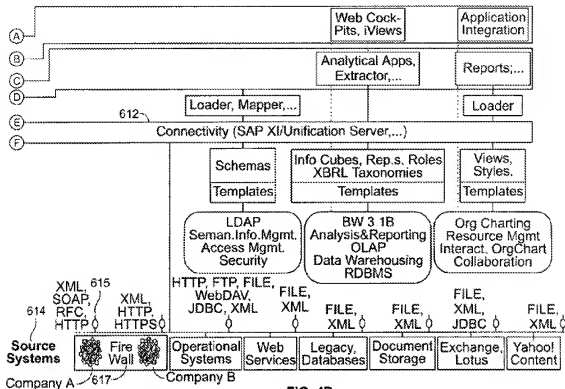 Web Cock-
Pits, iViews
Application
Integration
A
B
C
Analytical Apps,
Extractor,...
Reports;...
D
Loader, Mapper,...
Loader
612
E
Connectivity (SAP XI/Unification Server,...)
F
Schemas
Templates
Info Cubes, Rep.s. Roles
XBRL Taxonomies
Templates
Views,
Styles.
Templates
LDAP
Seman.Info.Mgmt.
Access Mgmt.
Security
BW 3 1B
Analysis&Reporting
OLAP
Data Warehousing
RDBMS
Org Charting
Resource Mgmt
Interact, OrgChart
Collaboration
XML,
SOAP,
RFC,
HTTP
615
XML,
HTTP,
HTTPS
HTTP, FTP, FILE,
WebDAV,
JDBC, XML
FILE,
XML
FILE,
XML
FILE,
XML
FILE,
XML,
JDBC
FILE,
XML
614
Source
Systems
Fire
Wall
Operational
Systems
Web
Services
Legacy,
Databases
Document
Storage
Exchange,
Lotus
Yahoo!
Content
Company A
617
Company B
FIG. 4B